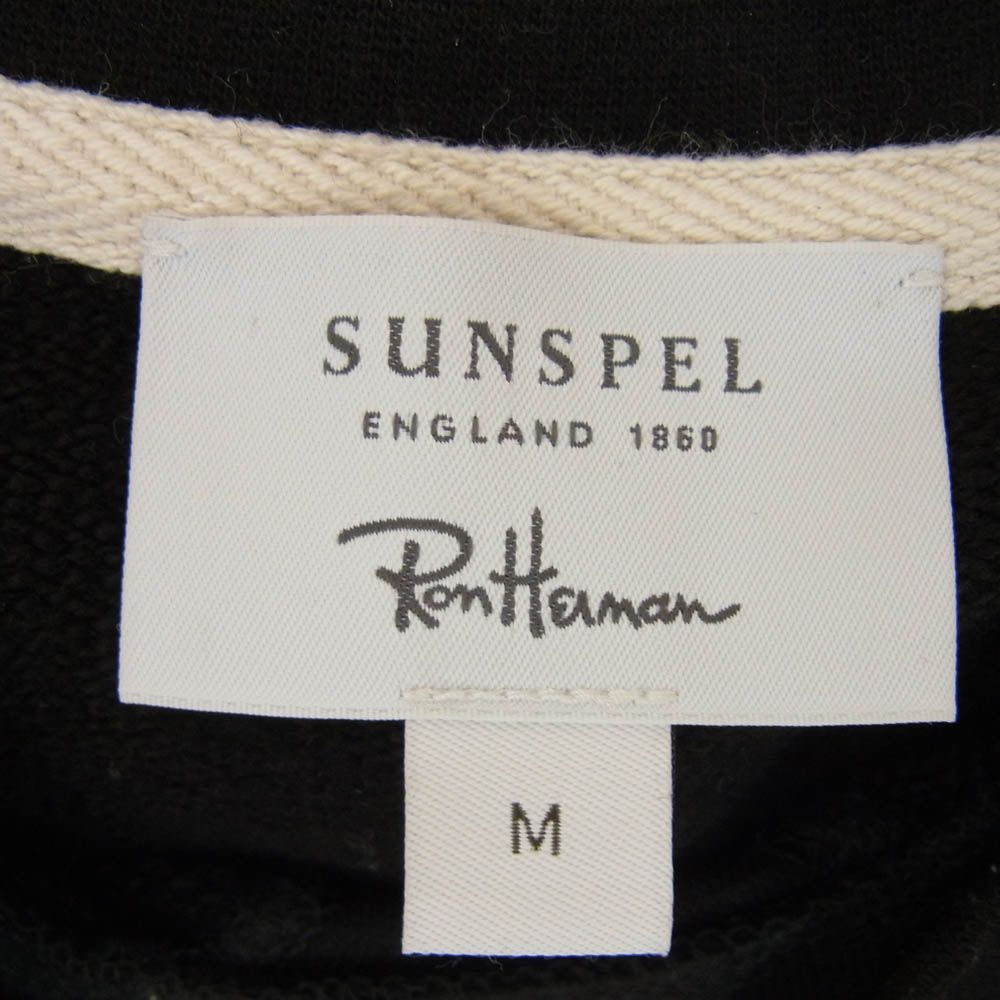 SUNSPEL
ENGLAND 1860
Ron Herman
M